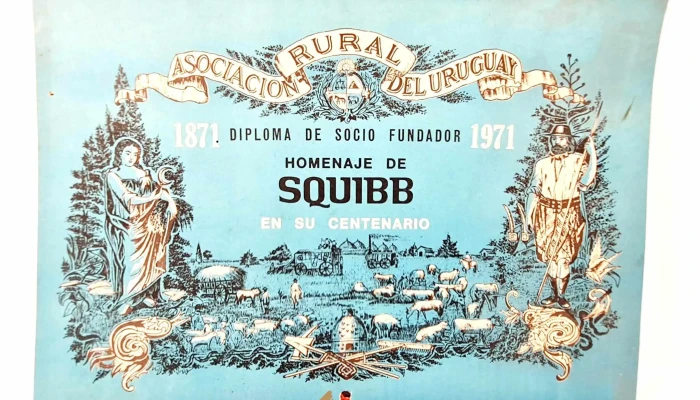 ASOCIACION RURAL DEL URUGUAY
1871 DIPLOMA DE SOCIO FUNDADOR 1971
HOMENAJE DE
SQUIBB
EN SU CENTENARIO